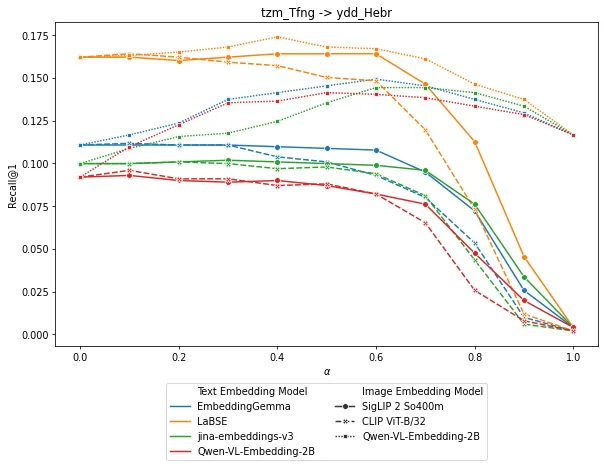 tzm_Tfng -> ydd_Hebr
Recall@1
0.175
0.150
0.125
0.100
0.075
0.050
0.025
0.000
0.0 0.2 0.4 0.6 0.8 1.0
α
Text Embedding Model
EmbeddingGemma
LaBSE
jina-embeddings-v3
Qwen-VL-Embedding-2B
Image Embedding Model
SigLIP 2 So400m
CLIP ViT-B/32
Qwen-VL-Embedding-2B